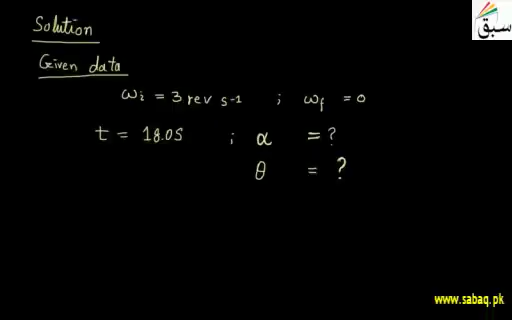 سبق
Solution
Given data
ωi = 3 rev s-1 ; ωf = 0
t = 18.0S ; α = ?
θ = ?
www.sabaq.pk